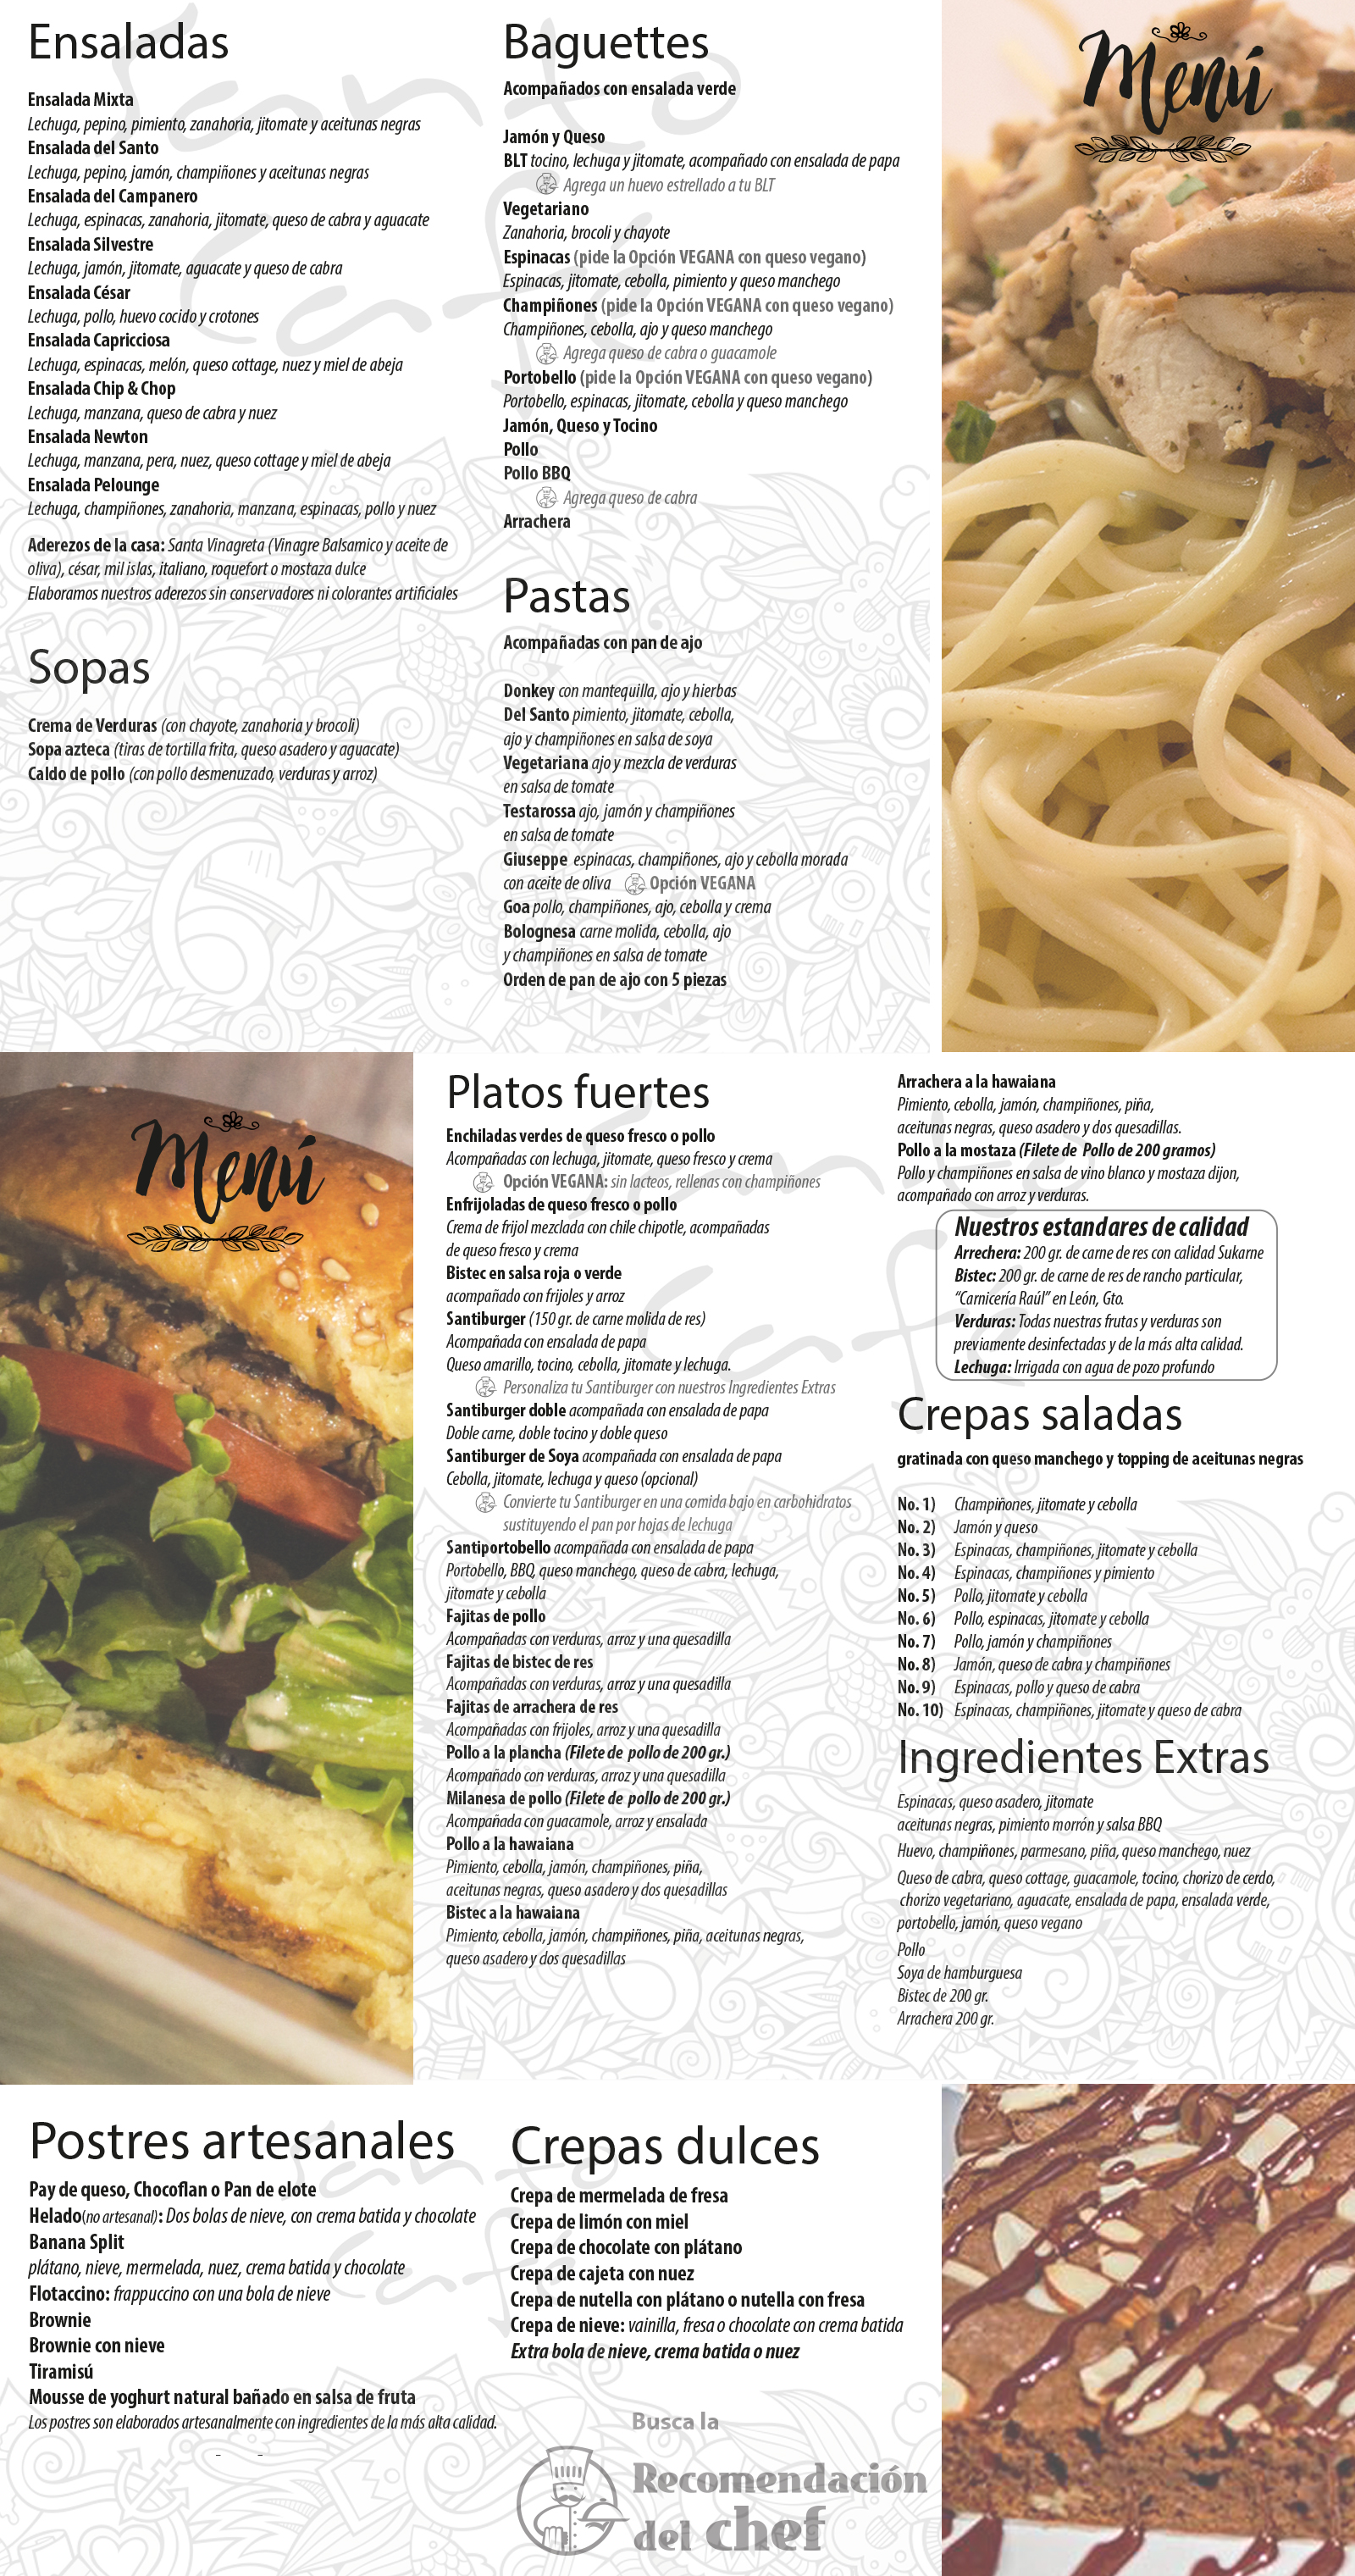 Ensaladas
Ensalada Mixta
Lechuga, pepino, pimiento, zanahoria, jitomate y aceitunas negras
Ensalada del Santo
Lechuga, pepino, jamón, champiñones y aceitunas negras
Ensalada del Campanero
Lechuga, espinacas, zanahoria, jitomate, queso de cabra y aguacate
Ensalada Silvestre
Lechuga, jamón, jitomate, aguacate y queso de cabra
Ensalada César
Lechuga, pollo, huevo cocido y crotones
Ensalada Capricciosa
Lechuga, espinacas, melón, queso cottage, nuez y miel de abeja
Ensalada Chip & Chop
Lechuga, manzana, queso de cabra y nuez
Ensalada Newton
Lechuga, manzana, pera, nuez, queso cottage y miel de abeja
Ensalada Pelounge
Lechuga, champiñones, zanahoria, manzana, espinacas, pollo y nuez
Aderezos de la casa: Santa Vinagreta (Vinagre Balsamico y aceite de
oliva), césar, mil islas, italiano, roquefort o mostaza dulce
Elaboramos nuestros aderezos sin conservadores ni colorantes artificiales
Sopas
Crema de Verduras (con chayote, zanahoria y brocoli)
Sopa azteca (tiras de tortilla frita, queso asadero y aguacate)
Caldo de pollo (con pollo desmenuzado, verduras y arroz)
Santo Café
Baguettes
Acompañados con ensalada verde
Jamón y Queso
BLT tocino, lechuga y jitomate, acompañado con ensalada de papa
Agrega un huevo estrellado a tu BLT
Vegetariano
Zanahoria, brocoli y chayote
Espinacas (pide la Opción VEGANA con queso vegano)
Espinacas, jitomate, cebolla, pimiento y queso manchego
Champiñones (pide la Opción VEGANA con queso vegano)
Champiñones, cebolla, ajo y queso manchego
Agrega queso de cabra o guacamole
Portobello (pide la Opción VEGANA con queso vegano)
Portobello, espinacas, jitomate, cebolla y queso manchego
Jamón, Queso y Tocino
Pollo
Pollo BBQ
Agrega queso de cabra
Arrachera
Pastas
Acompañadas con pan de ajo
Donkey con mantequilla, ajo y hierbas
Del Santo pimiento, jitomate, cebolla,
ajo y champiñones en salsa de soya
Vegetariana ajo y mezcla de verduras
en salsa de tomate
Testarossa ajo, jamón y champiñones
en salsa de tomate
Giuseppe espinacas, champiñones, ajo y cebolla morada
con aceite de oliva Opción VEGANA
Goa pollo, champiñones, ajo, cebolla y crema
Bolognesa carne molida, cebolla, ajo
y champiñones en salsa de tomate
Orden de pan de ajo con 5 piezas
Menú
Menú
Platos fuertes
Enchiladas verdes de queso fresco o pollo
Acompañadas con lechuga, jitomate, queso fresco y crema
Opción VEGANA: sin lacteos, rellenas con champiñones
Enfrijoladas de queso fresco o pollo
Crema de frijol mezclada con chile chipotle, acompañadas
de queso fresco y crema
Bistec en salsa roja o verde
acompañado con frijoles y arroz
Santiburger (150 gr. de carne molida de res)
Acompañada con ensalada de papa
Queso amarillo, tocino, cebolla, jitomate y lechuga.
Personaliza tu Santiburger con nuestros Ingredientes Extras
Santiburger doble acompañada con ensalada de papa
Doble carne, doble tocino y doble queso
Santiburger de Soya acompañada con ensalada de papa
Cebolla, jitomate, lechuga y queso (opcional)
Convierte tu Santiburger en una comida bajo en carbohidratos
sustituyendo el pan por hojas de lechuga
Santiportobello acompañada con ensalada de papa
Portobello, BBQ, queso manchego, queso de cabra, lechuga,
jitomate y cebolla
Fajitas de pollo
Acompañadas con verduras, arroz y una quesadilla
Fajitas de bistec de res
Acompañadas con verduras, arroz y una quesadilla
Fajitas de arrachera de res
Acompañadas con frijoles, arroz y una quesadilla
Pollo a la plancha (Filete de pollo de 200 gr.)
Acompañado con verduras, arroz y una quesadilla
Milanesa de pollo (Filete de pollo de 200 gr.)
Acompañada con guacamole, arroz y ensalada
Pollo a la hawaiana
Pimiento, cebolla, jamón, champiñones, piña,
aceitunas negras, queso asadero y dos quesadillas
Bistec a la hawaiana
Pimiento, cebolla, jamón, champiñones, piña, aceitunas negras,
queso asadero y dos quesadillas
Santo Café
Arrachera a la hawaiana
Pimiento, cebolla, jamón, champiñones, piña,
aceitunas negras, queso asadero y dos quesadillas.
Pollo a la mostaza (Filete de Pollo de 200 gramos)
Pollo y champiñones en salsa de vino blanco y mostaza dijon,
acompañado con arroz y verduras.
Nuestros estandares de calidad
Arrechera: 200 gr. de carne de res con calidad Sukarne
Bistec: 200 gr. de carne de res de rancho particular,
“Carnicería Raúl” en León, Gto.
Verduras: Todas nuestras frutas y verduras son
previamente desinfectadas y de la más alta calidad.
Lechuga: Irrigada con agua de pozo profundo
Crepas saladas
gratinada con queso manchego y topping de aceitunas negras
No. 1) Champiñones, jitomate y cebolla
No. 2) Jamón y queso
No. 3) Espinacas, champiñones, jitomate y cebolla
No. 4) Espinacas, champiñones y pimiento
No. 5) Pollo, jitomate y cebolla
No. 6) Pollo, espinacas, jitomate y cebolla
No. 7) Pollo, jamón y champiñones
No. 8) Jamón, queso de cabra y champiñones
No. 9) Espinacas, pollo y queso de cabra
No. 10) Espinacas, champiñones, jitomate y queso de cabra
Ingredientes Extras
Espinacas, queso asadero, jitomate
aceitunas negras, pimiento morrón y salsa BBQ
Huevo, champiñones, parmesano, piña, queso manchego, nuez
Queso de cabra, queso cottage, guacamole, tocino, chorizo de cerdo,
chorizo vegetariano, aguacate, ensalada de papa, ensalada verde,
portobello, jamón, queso vegano
Pollo
Soya de hamburguesa
Bistec de 200 gr.
Arrachera 200 gr.
Postres artesanales
Pay de queso, Chocoflan o Pan de elote
Helado(no artesanal): Dos bolas de nieve, con crema batida y chocolate
Banana Split
plátano, nieve, mermelada, nuez, crema batida y chocolate
Flotaccino: frappuccino con una bola de nieve
Brownie
Brownie con nieve
Tiramisú
Mousse de yoghurt natural bañado en salsa de fruta
Los postres son elaborados artesanalmente con ingredientes de la más alta calidad.
Santo Café
Crepas dulces
Crepa de mermelada de fresa
Crepa de limón con miel
Crepa de chocolate con plátano
Crepa de cajeta con nuez
Crepa de nutella con plátano o nutella con fresa
Crepa de nieve: vainilla, fresa o chocolate con crema batida
Extra bola de nieve, crema batida o nuez
Busca la
Recomendación
del chef